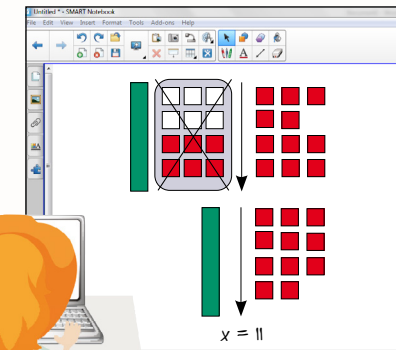 Untitled * - SMART Notebook
File Edit View Insert Format Tools Add-ons Help
x = 11